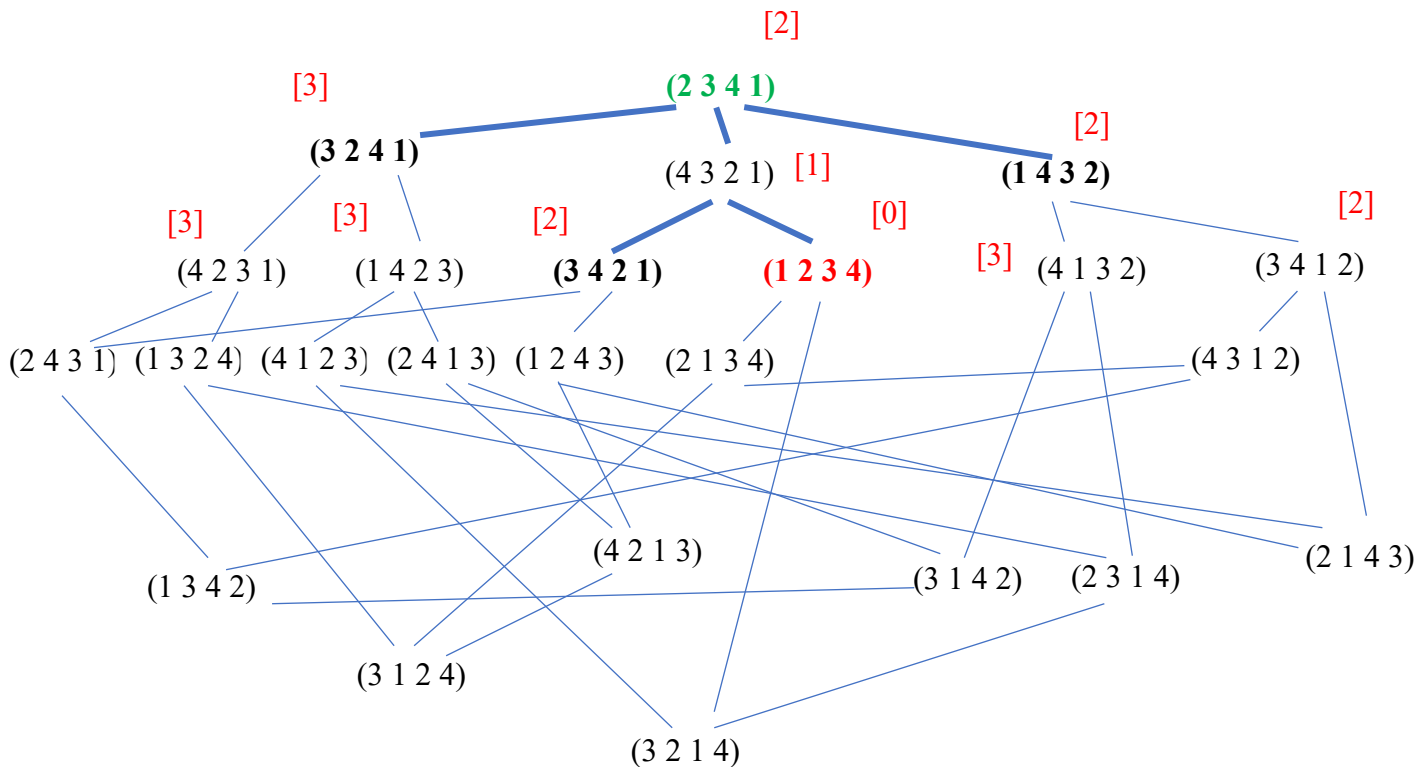 [2]
[3]
(2 3 4 1)
[2]
(3 2 4 1)
(4 3 2 1)
[1]
(1 4 3 2)
[3]
[3]
[2]
[0]
[2]
(4 2 3 1)
(1 4 2 3)
(3 4 2 1)
(1 2 3 4)
[3]
(4 1 3 2)
(3 4 1 2)
(2 4 3 1)
(1 3 2 4)
(4 1 2 3)
(2 4 1 3)
(1 2 4 3)
(2 1 3 4)
(4 3 1 2)
(4 2 1 3)
(2 1 4 3)
(1 3 4 2)
(3 1 4 2)
(2 3 1 4)
(3 1 2 4)
(3 2 1 4)